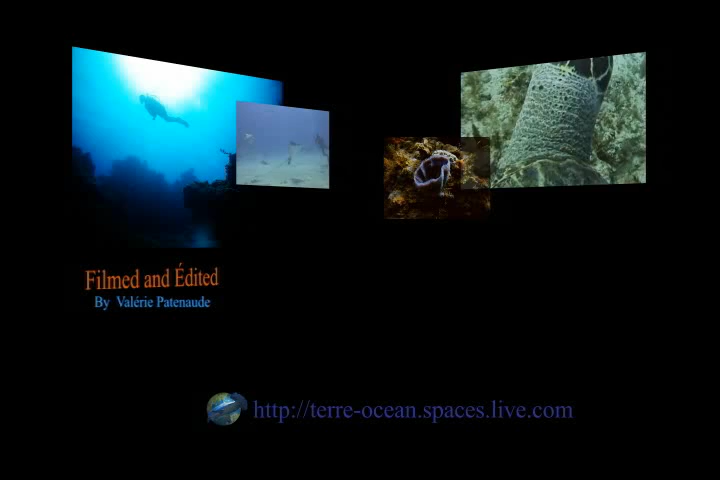 Filmed and Édited
By Valérie Patenaude
http://terre-ocean.spaces.live.com